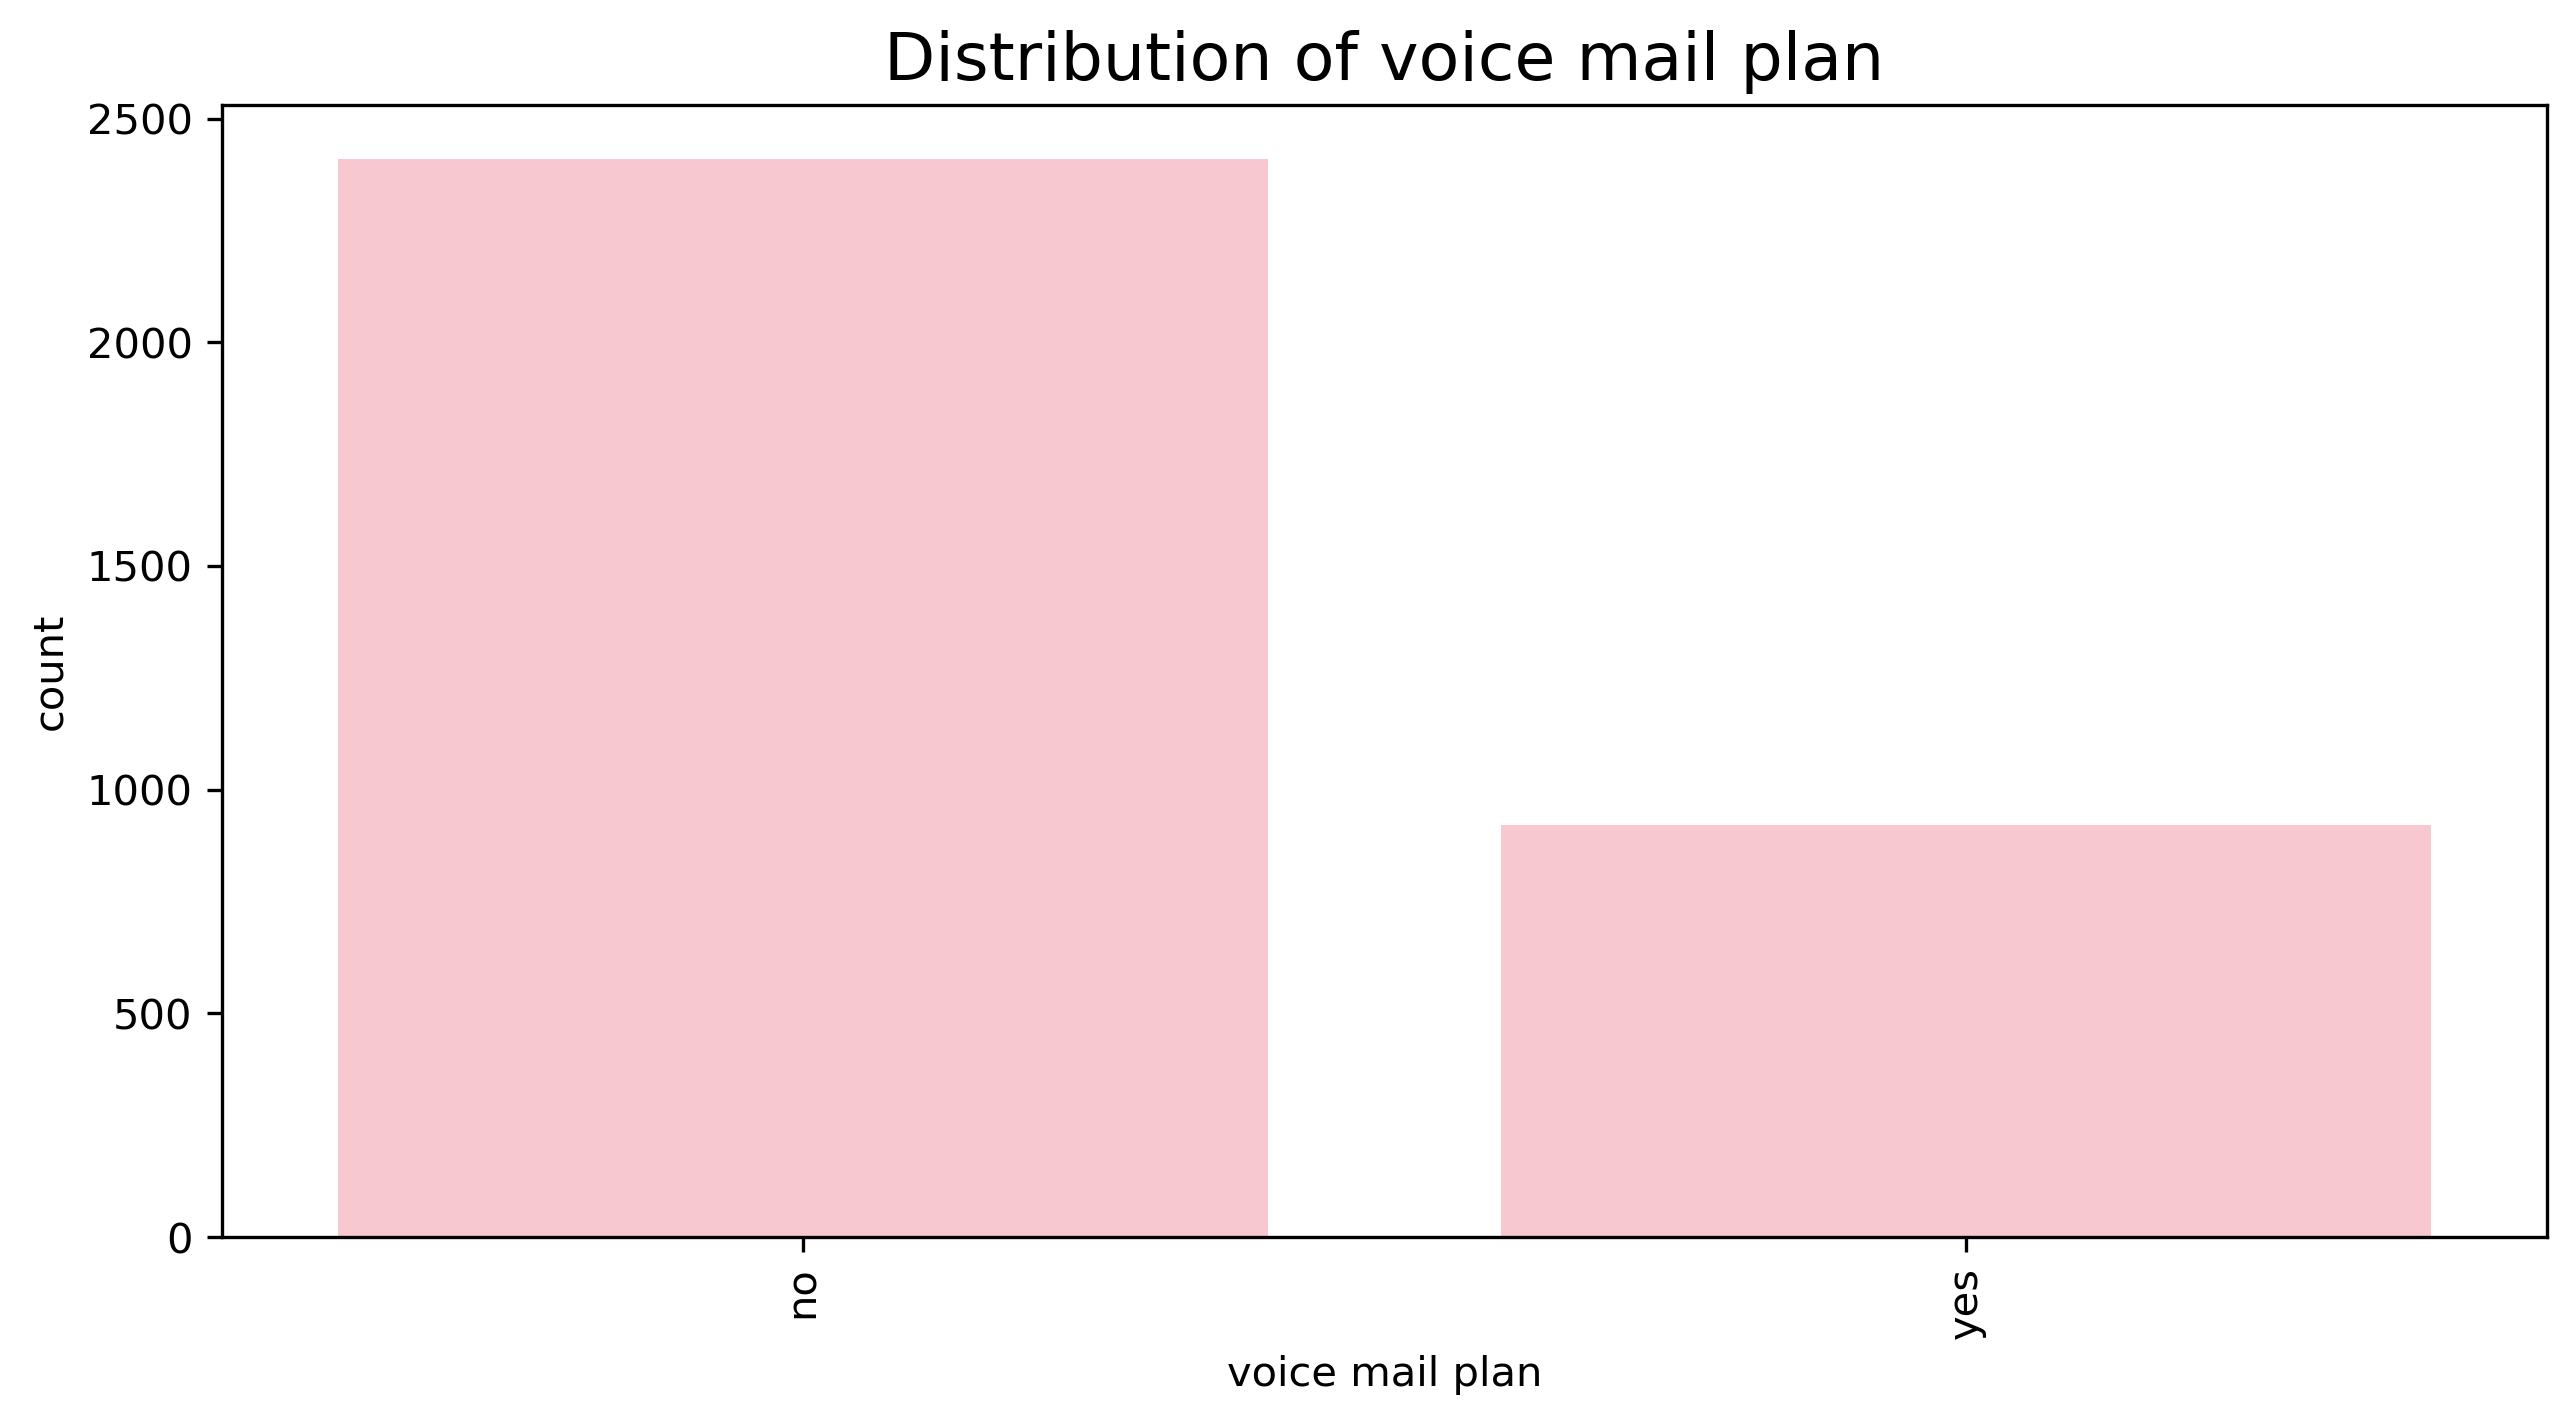 Distribution of voice mail plan
2500
2000
1500
1000
500
0
count
no
yes
voice mail plan